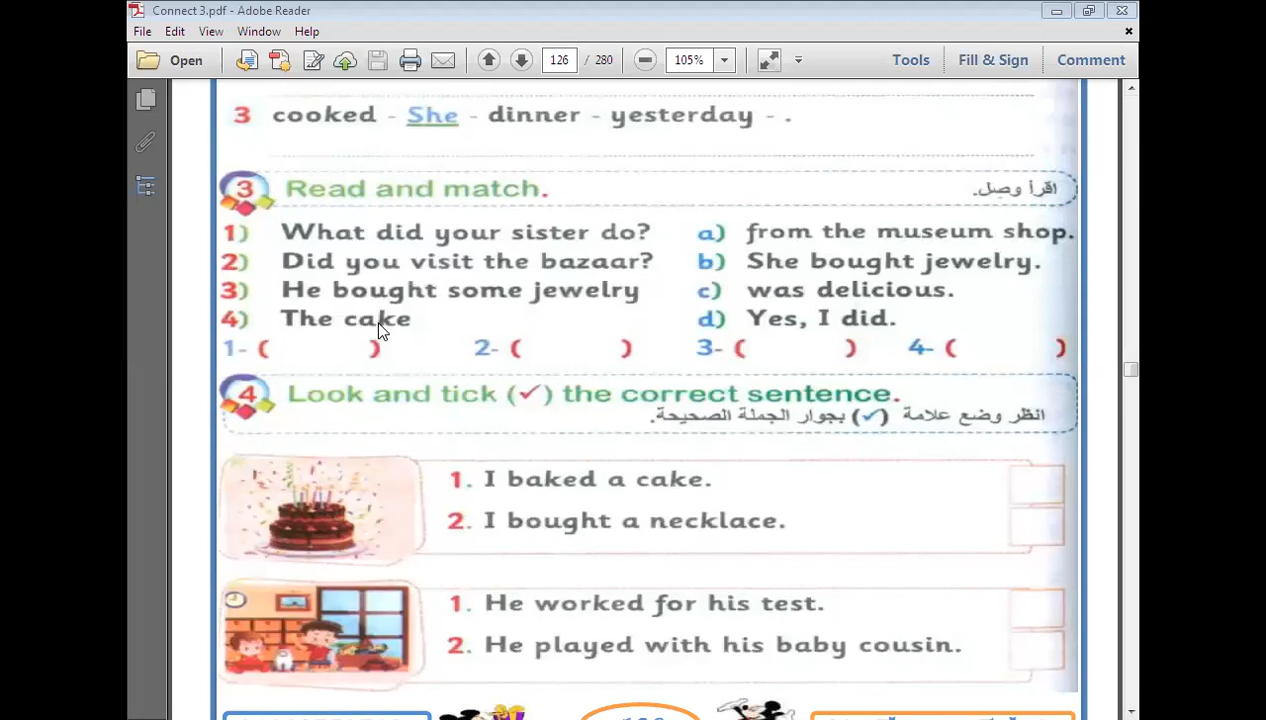 Connect 3.pdf - Adobe Reader
File Edit View Window Help
Open 126 / 280 105% Tools Fill & Sign Comment
3 cooked - She - dinner - yesterday - .
3 Read and match. اقرأ وصل.
1) What did your sister do? a) from the museum shop.
2) Did you visit the bazaar? b) She bought jewelry.
3) He bought some jewelry c) was delicious.
4) The cake d) Yes, I did.
1- ( ) 2- ( ) 3- ( ) 4- ( )
4 Look and tick (✓) the correct sentence.
انظر وضع علامة (✓) بجوار الجملة الصحيحة.
1. I baked a cake.
2. I bought a necklace.
1. He worked for his test.
2. He played with his baby cousin.